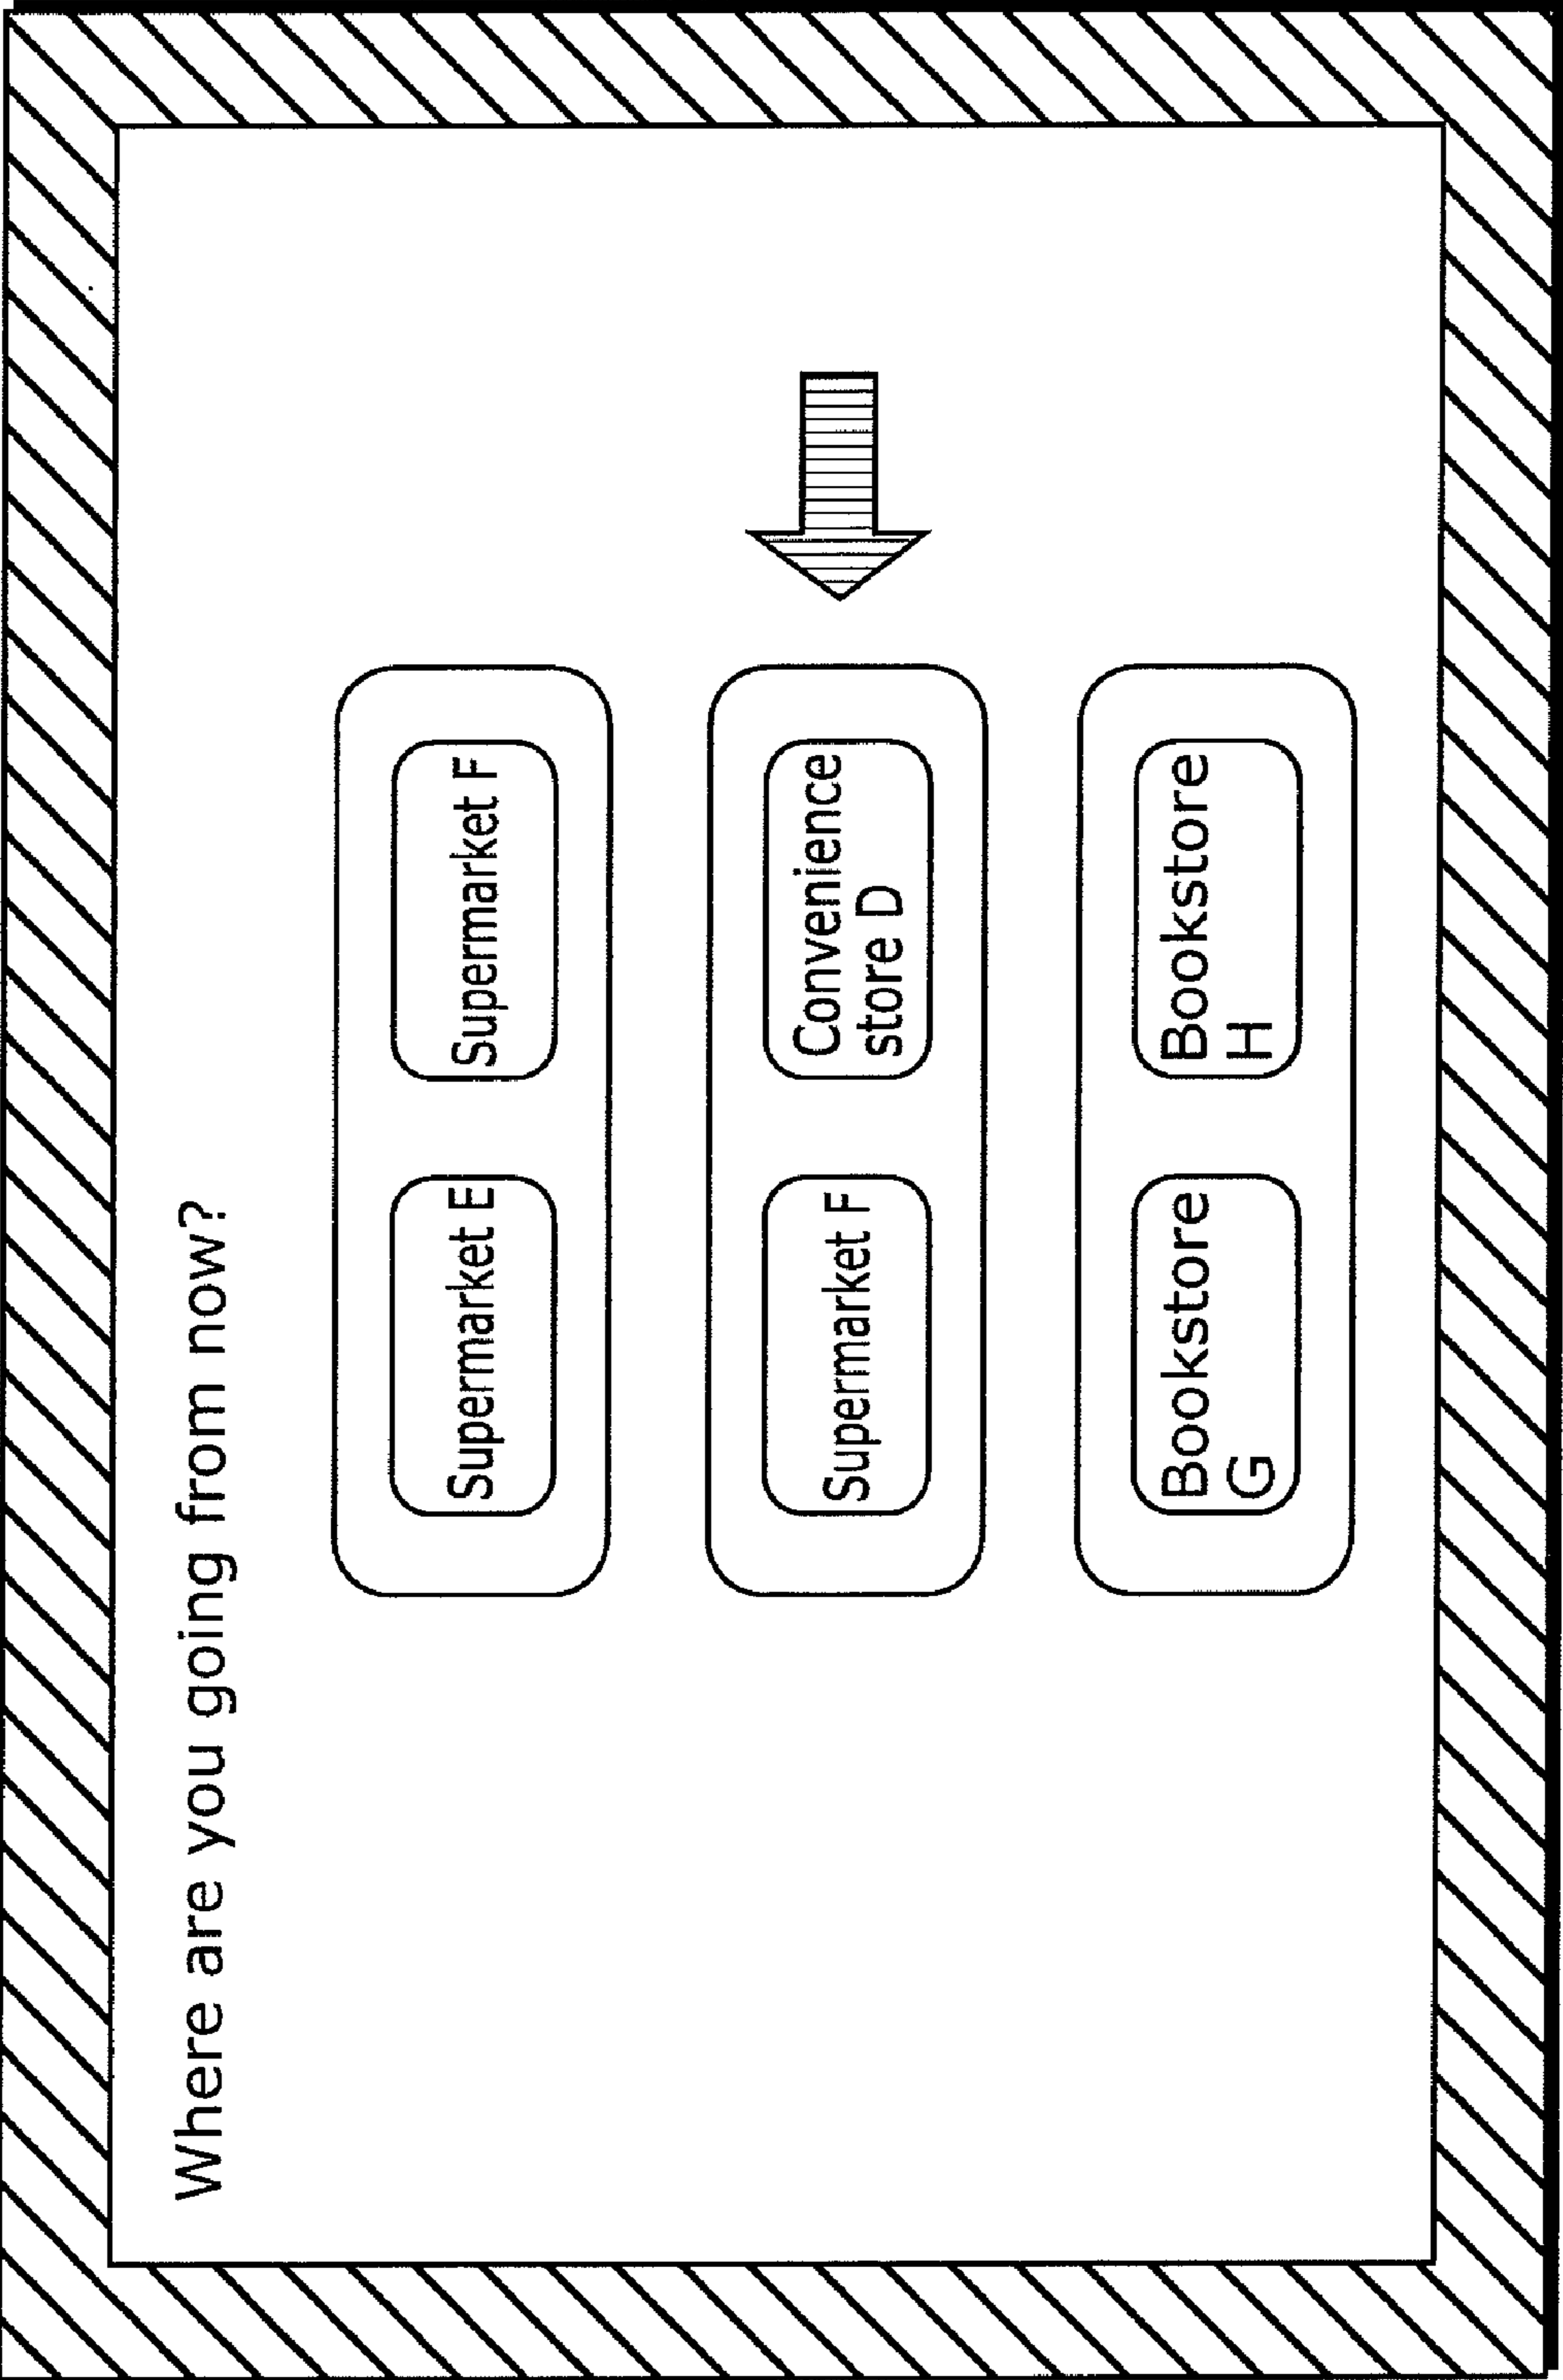 Where are you going from now?
Supermarket E
Supermarket F
Supermarket F
Convenience
store D
Bookstore
G
Bookstore
H